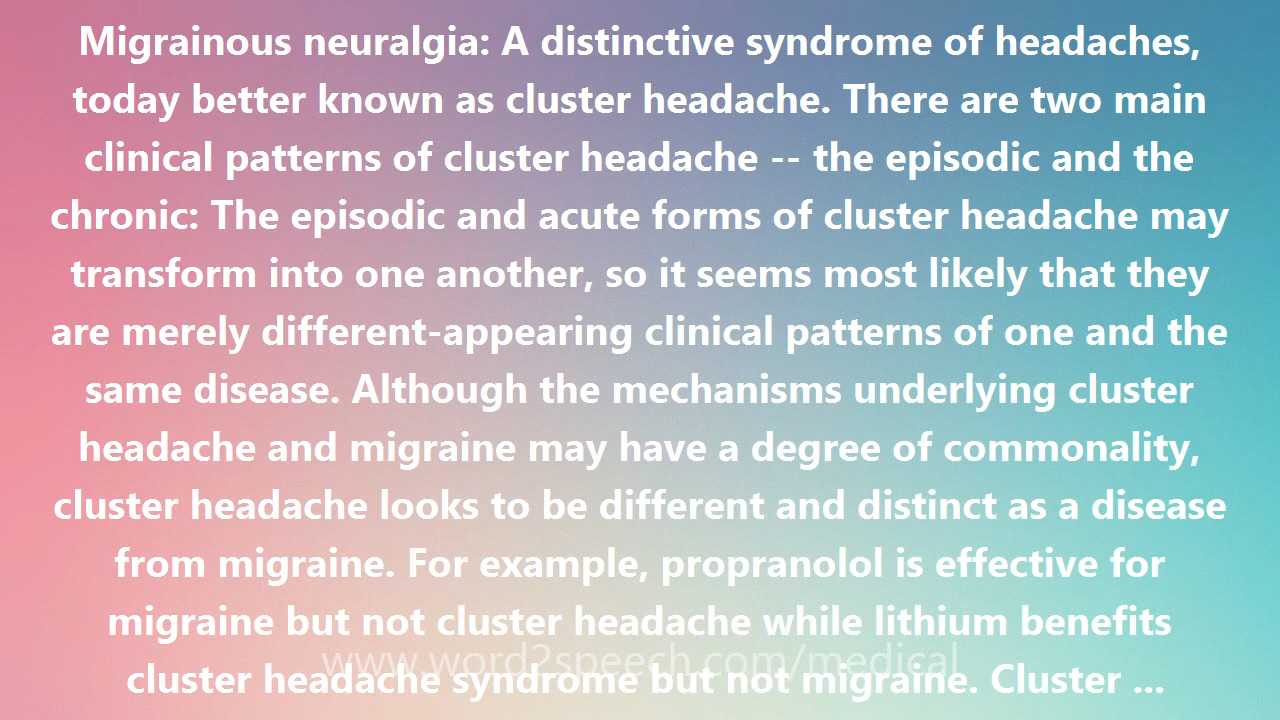 Migrainous neuralgia: A distinctive syndrome of headaches,
today better known as cluster headache. There are two main
clinical patterns of cluster headache -- the episodic and the
chronic: The episodic and acute forms of cluster headache may
transform into one another, so it seems most likely that they
are merely different-appearing clinical patterns of one and the
same disease. Although the mechanisms underlying cluster
headache and migraine may have a degree of commonality,
cluster headache looks to be different and distinct as a disease
from migraine. For example, propranolol is effective for
migraine but not cluster headache while lithium benefits
www.word2speech.com/medical
cluster headache syndrome but not migraine. Cluster ...